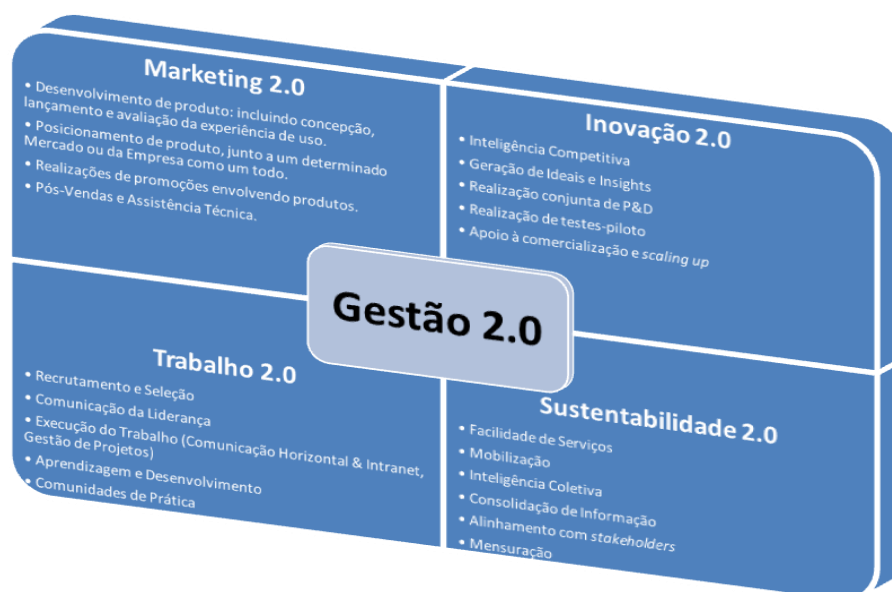 Marketing 2.0
• Desenvolvimento de produto: incluindo concepção,
lançamento e avaliação da experiência de uso.
• Posicionamento de produto, junto a um determinado
Mercado ou da Empresa como um todo.
• Realizações de promoções envolvendo produtos.
• Pós-Vendas e Assistência Técnica.
Inovação 2.0
• Inteligência Competitiva
• Geração de Ideais e Insights
• Realização conjunta de P&D
• Realização de testes-piloto
• Apoio à comercialização e scaling up
Gestão 2.0
Trabalho 2.0
• Recrutamento e Seleção
• Comunicação da Liderança
• Execução do Trabalho (Comunicação Horizontal & Intranet,
Gestão de Projetos)
• Aprendizagem e Desenvolvimento
• Comunidades de Prática
Sustentabilidade 2.0
• Facilidade de Serviços
• Mobilização
• Inteligência Coletiva
• Consolidação de Informação
• Alinhamento com stakeholders
• Mensuração